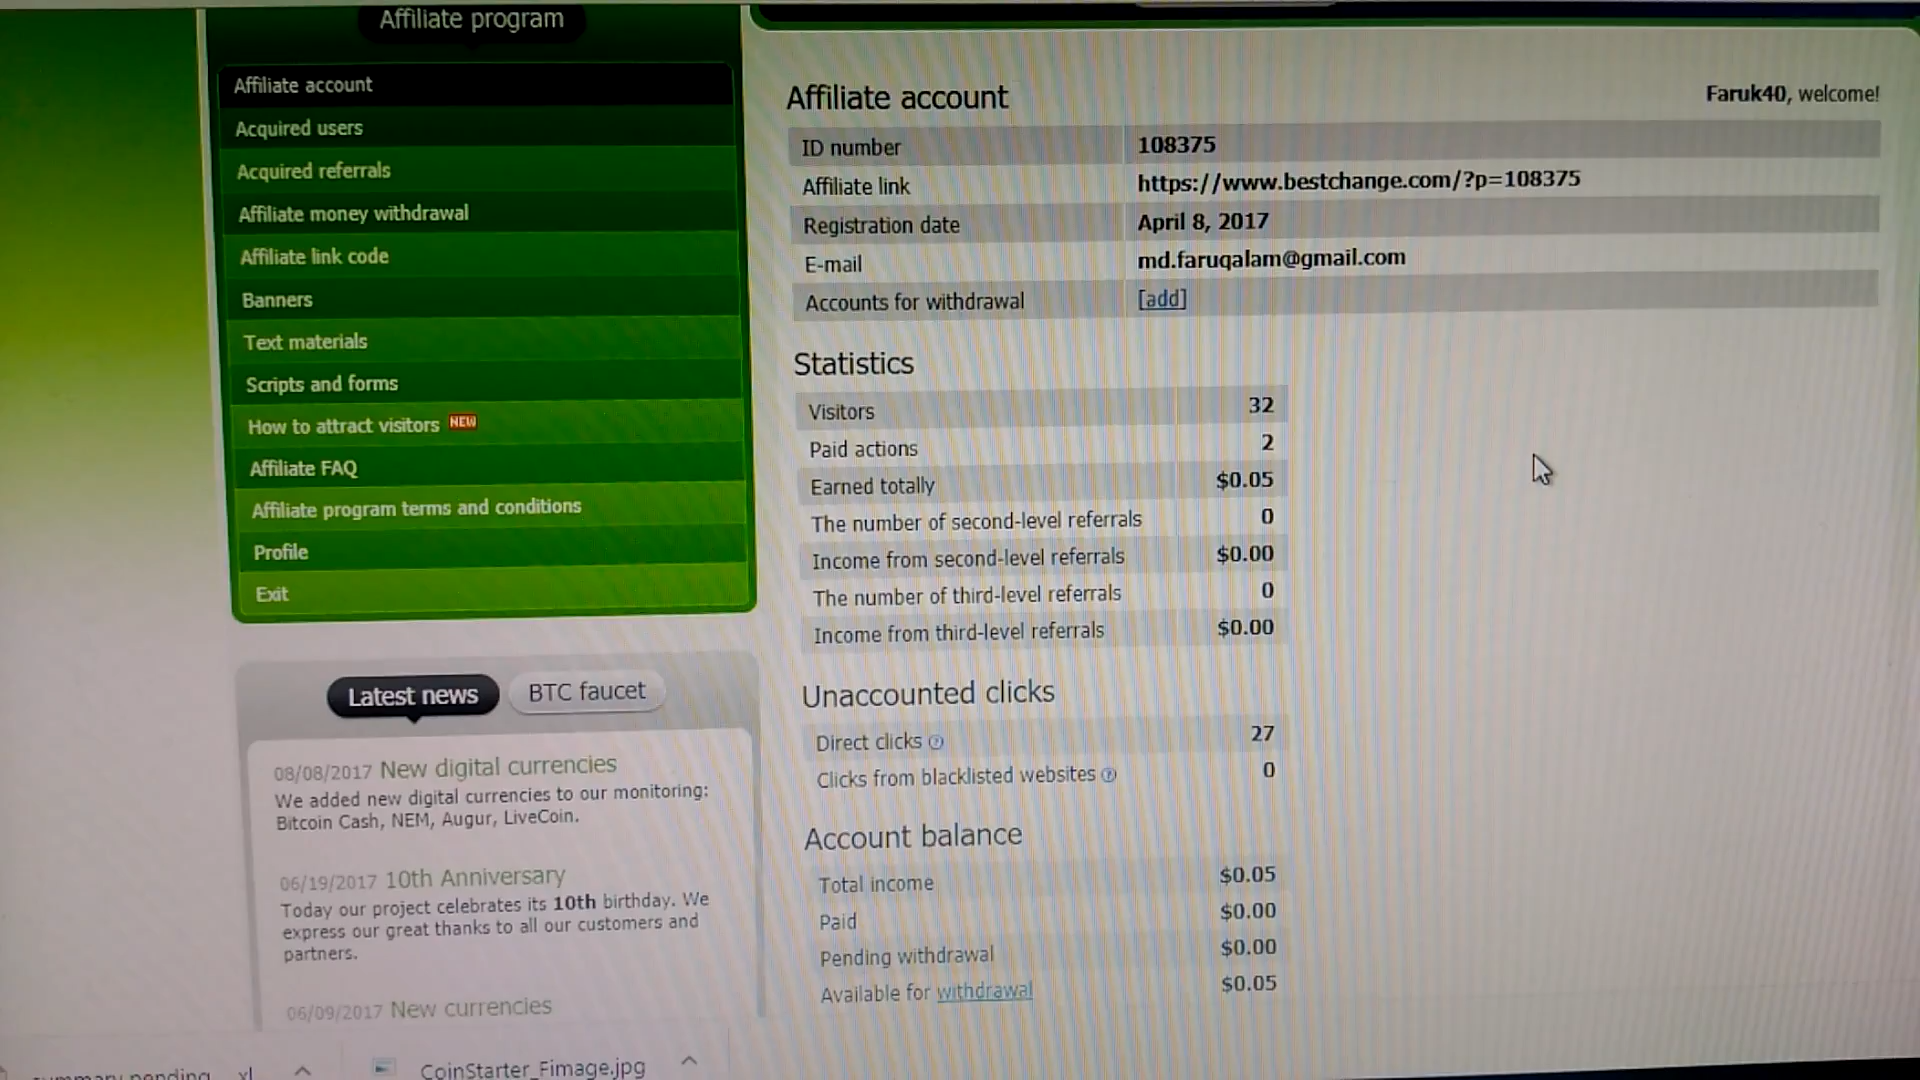 Affiliate program
Affiliate account
Acquired users
Acquired referrals
Affiliate money withdrawal
Affiliate link code
Banners
Text materials
Scripts and forms
How to attract visitors NEW
Affiliate FAQ
Affiliate program terms and conditions
Profile
Exit
Latest news BTC faucet
08/08/2017 New digital currencies
We added new digital currencies to our monitoring:
Bitcoin Cash, NEM, Augur, LiveCoin.
06/19/2017 10th Anniversary
Today our project celebrates its 10th birthday. We
express our great thanks to all our customers and
partners.
06/09/2017 New currencies
Affiliate account Faruk40, welcome!
ID number 108375
Affiliate link https://www.bestchange.com/?p=108375
Registration date April 8, 2017
E-mail md.faruqalam@gmail.com
Accounts for withdrawal [add]
Statistics
Visitors 32
Paid actions 2
Earned totally $0.05
The number of second-level referrals 0
Income from second-level referrals $0.00
The number of third-level referrals 0
Income from third-level referrals $0.00
Unaccounted clicks
Direct clicks 27
Clicks from blacklisted websites 0
Account balance
Total income $0.05
Paid $0.00
Pending withdrawal $0.00
Available for withdrawal $0.05
CoinStarter_Fimage.jpg